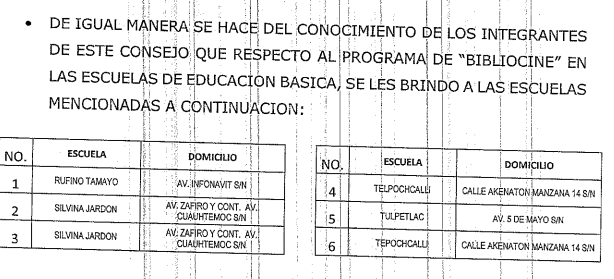 • DE IGUAL MANERA SE HACE DEL CONOCIMIENTO DE LOS INTEGRANTES
DE ESTE CONSEJO QUE RESPECTO AL PROGRAMA DE "BIBLIOCINE" EN
LAS ESCUELAS DE EDUCACION BASICA, SE LES BRINDO A LAS ESCUELAS
MENCIONADAS A CONTINUACION:
NO. ESCUELA DOMICILIO
1 RUFINO TAMAYO AV. INFONAVIT S/N
2 SILVINA JARDON AV. ZAFIRO Y CONT. AV.
CUAUHTEMOC S/N
3 SILVINA JARDON AV. ZAFIRO Y CONT. AV.
CUAUHTEMOC S/N
NO. ESCUELA DOMICILIO
4 TELPOCHCALLI CALLE AKENATON MANZANA 14 S/N
5 TULPETLAC AV. 5 DE MAYO S/N
6 TEPOCHCALLI CALLE AKENATON MANZANA 14 S/N